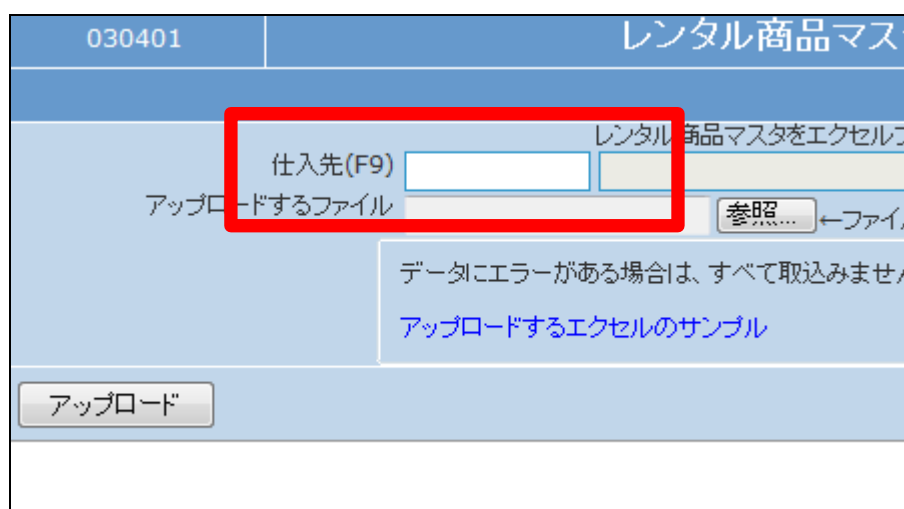 030401 レンタル商品マス
レンタル商品マスタをエクセル
仕入先(F9)
アップロードするファイル 参照... ←ファイ
データにエラーがある場合は、すべて取込みませ
アップロードするエクセルのサンプル
アップロード